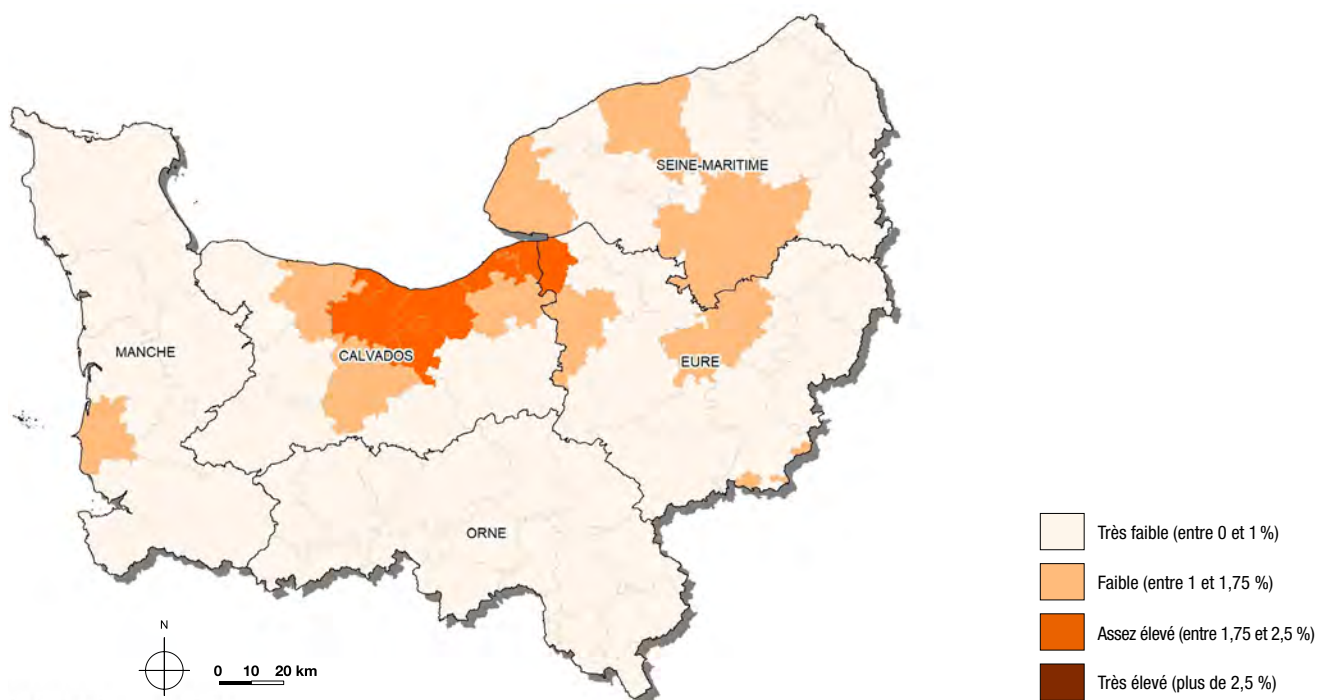 SEINE-MARITIME
MANCHE
CALVADOS
EURE
ORNE
N
0 10 20 km
Très faible (entre 0 et 1 %)
Faible (entre 1 et 1,75 %)
Assez élevé (entre 1,75 et 2,5 %)
Très élevé (plus de 2,5 %)